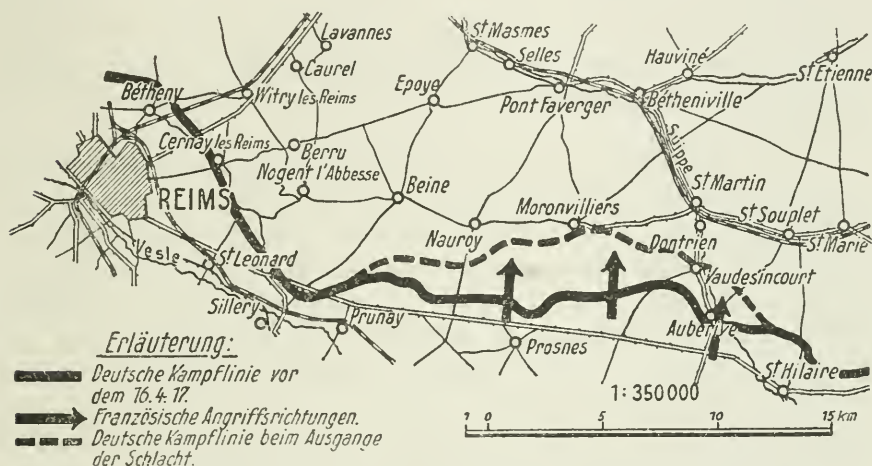 Lavannes
Caurel
Bétheny
Witry les Reims
Cernay les Reims
Berru
Nogent l'Abbesse
REIMS
Vesle
St Leonard
Sillery
Prunay
Beine
Epoye
St Masmes
Selles
Pont Faverger
Hauviné
St Etienne
Bétheniville
Suippe
St Martin
St Souplet
St Marie
Moronvilliers
Nauroy
Dontrien
Vaudesincourt
Auberive
Prosnes
St Hilaire
Erläuterung:
Deutsche Kampflinie vor
dem 16.4.17.
Französische Angriffsrichtungen.
Deutsche Kampflinie beim Ausgange
der Schlacht.
1:350000
1 0 5 10 15 km